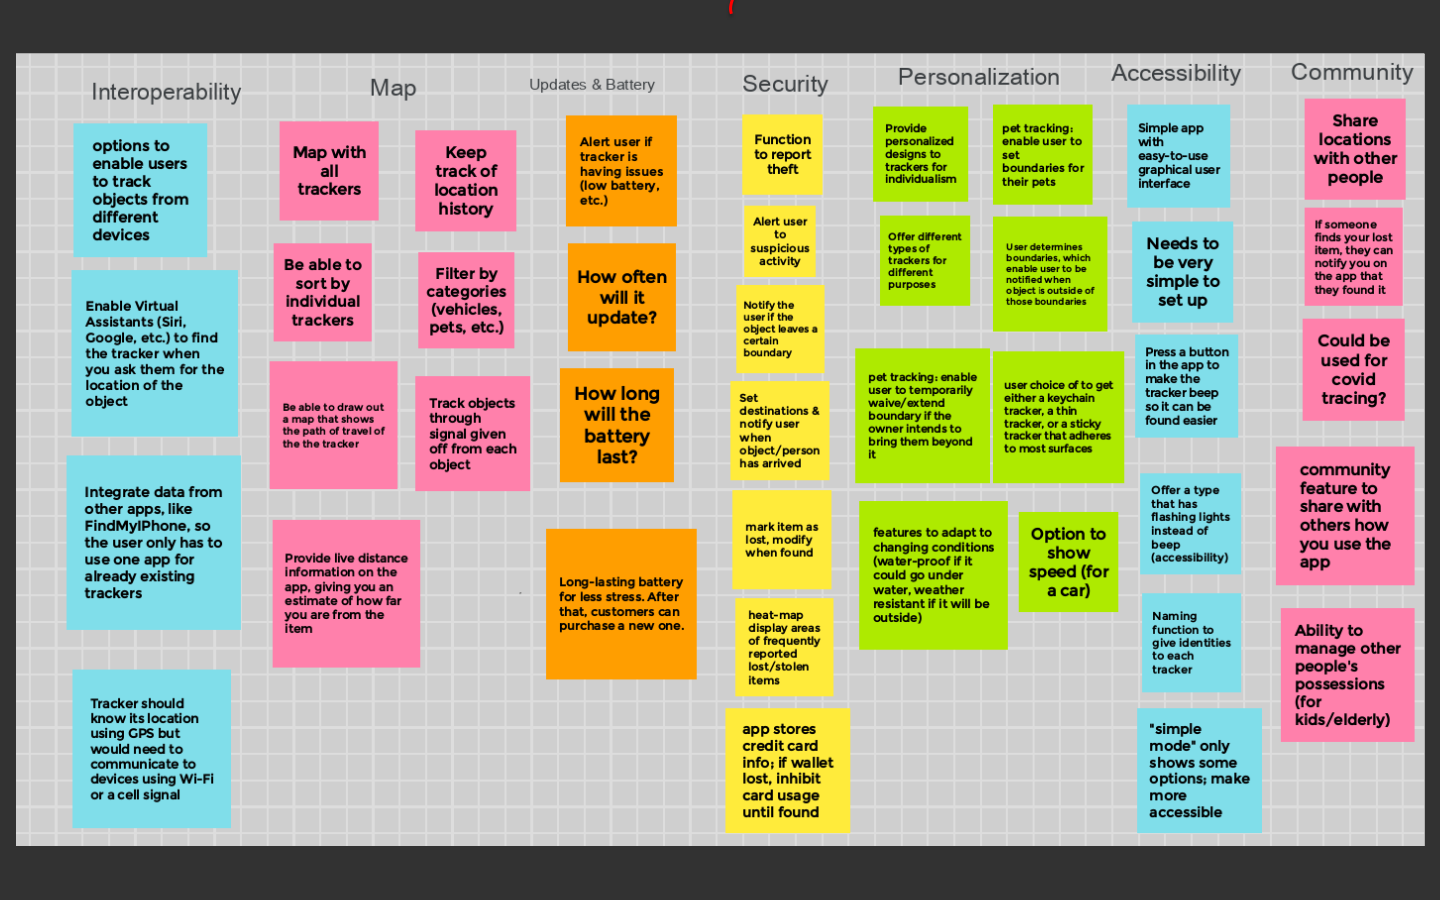 Interoperability
options to
enable users
to track
objects from
different
devices
Enable Virtual
Assistants (Siri,
Google, etc.) to find
the tracker when
you ask them for the
location of the
object
Integrate data from
other apps, like
FindMyIPhone, so
the user only has to
use one app for
already existing
trackers
Tracker should
know its location
using GPS but
would need to
communicate to
devices using Wi-Fi
or a cell signal
Map
Map with
all
trackers
Keep
track of
location
history
Be able to
sort by
individual
trackers
Filter by
categories
(vehicles,
pets, etc.)
Be able to draw out
a map that shows
the path of travel of
the the tracker
Track objects
through
signal given
off from each
object
Provide live distance
information on the
app, giving you an
estimate of how far
you are from the
item
Updates & Battery
Alert user if
tracker is
having issues
(low battery,
etc.)
How often
will it
update?
How long
will the
battery
last?
Long-lasting battery
for less stress. After
that, customers can
purchase a new one.
Security
Function
to report
theft
Alert user
to
suspicious
activity
Notify the
user if the
object leaves a
certain
boundary
Set
destinations &
notify user
when
object/person
has arrived
mark item as
lost, modify
when found
heat-map
display areas
of frequently
reported
lost/stolen
items
app stores
credit card
info; if wallet
lost, inhibit
card usage
until found
Personalization
Provide
personalized
designs to
trackers for
individualism
pet tracking:
enable user to
set
boundaries for
their pets
Offer different
types of
trackers for
different
purposes
User determines
boundaries, which
enable user to be
notified when
object is outside of
those boundaries
pet tracking: enable
user to temporarily
waive/extend
boundary if the
owner intends to
bring them beyond
it
user choice of to get
either a keychain
tracker, a thin
tracker, or a sticky
tracker that adheres
to most surfaces
features to adapt to
changing conditions
(water-proof if it
could go under
water, weather
resistant if it will be
outside)
Option to
show
speed (for
a car)
Accessibility
Simple app
with
easy-to-use
graphical user
interface
Needs to
be very
simple to
set up
Press a button
in the app to
make the
tracker beep
so it can be
found easier
Offer a type
that has
flashing lights
instead of
beep
(accessibility)
Naming
function to
give identities
to each
tracker
"simple
mode" only
shows some
options; make
more
accessible
Community
Share
locations
with other
people
If someone
finds your lost
item, they can
notify you on
the app that
they found it
Could be
used for
covid
tracing?
community
feature to
share with
others how
you use the
app
Ability to
manage other
people's
possessions
(for
kids/elderly)